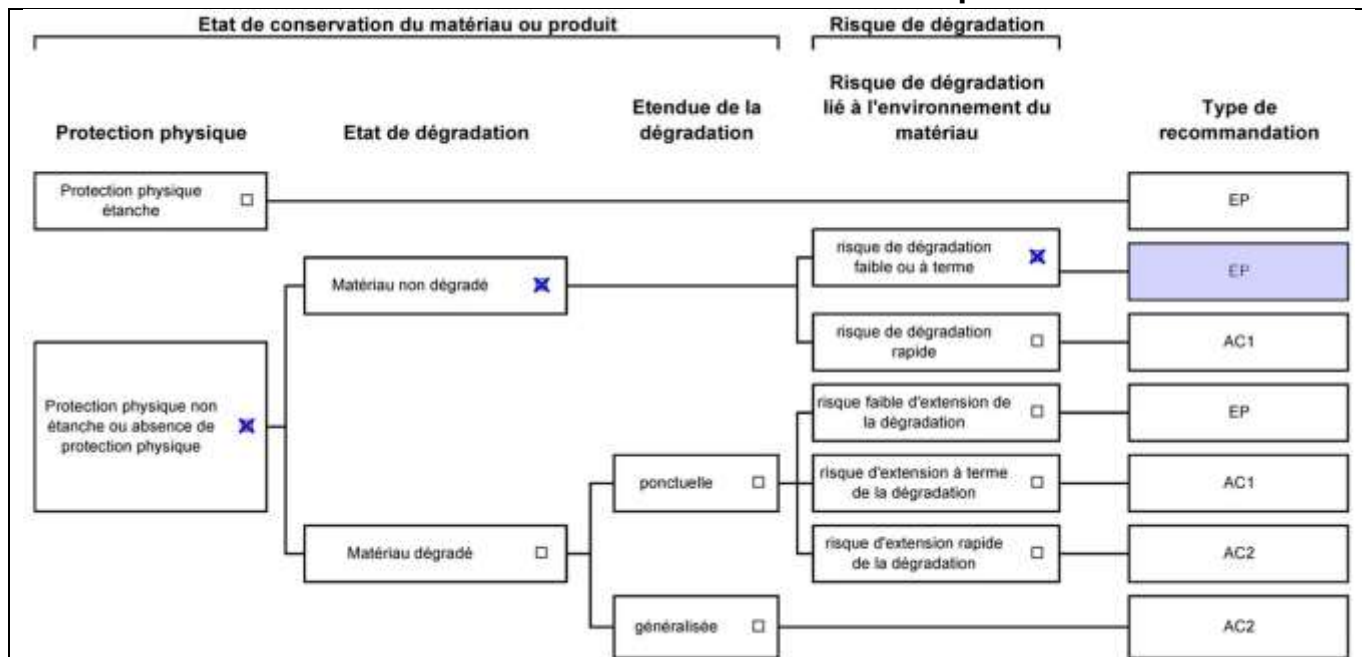 Etat de conservation du matériau ou produit
Risque de dégradation
Protection physique
Etat de dégradation
Etendue de la
dégradation
Risque de dégradation
lié à l'environnement du
matériau
Type de
recommandation
Protection physique
étanche
EP
risque de dégradation
faible ou à terme
EP
Matériau non dégradé
risque de dégradation
rapide
AC1
Protection physique non
étanche ou absence de
protection physique
risque faible d'extension de
la dégradation
EP
ponctuelle
risque d'extension à terme
de la dégradation
AC1
Matériau dégradé
risque d'extension rapide
de la dégradation
AC2
généralisée
AC2